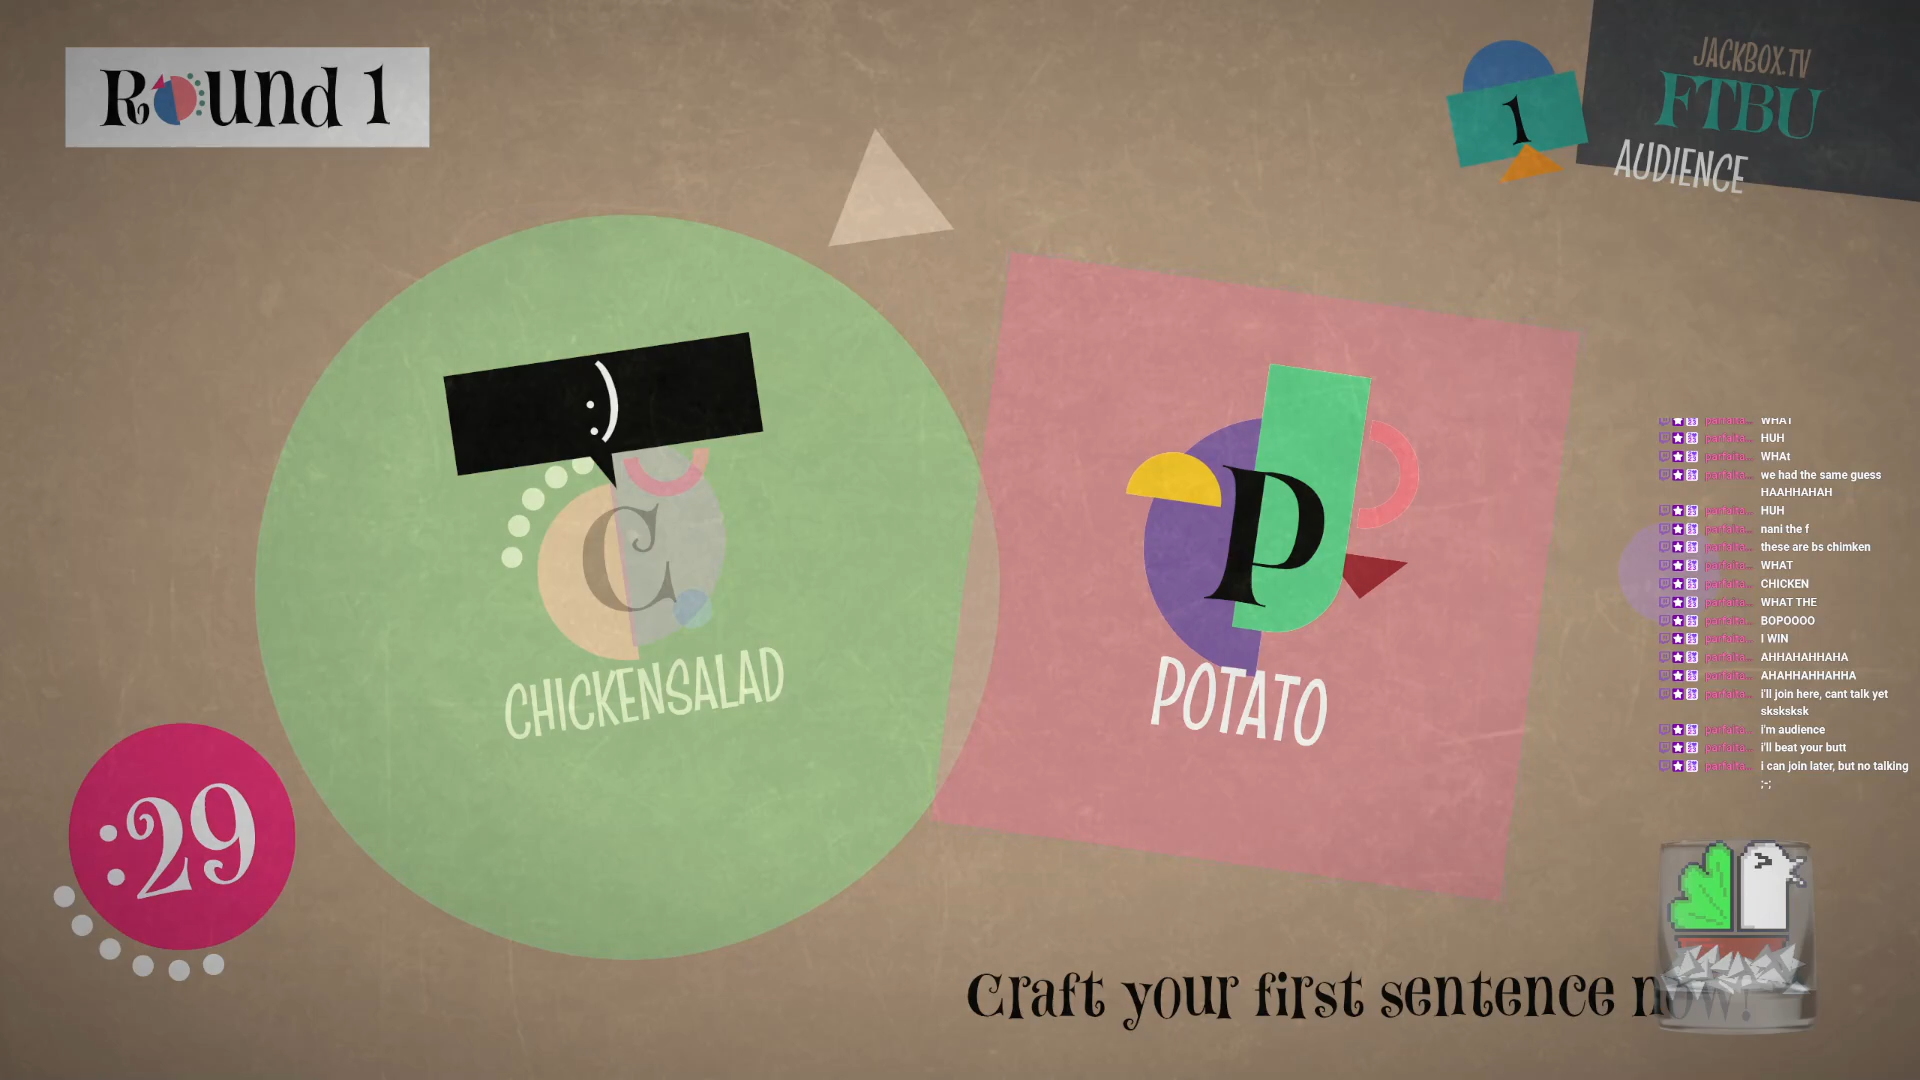 Round 1
JACKBOX.TV
FTBU
1
AUDIENCE
:)
C
CHICKENSALAD
P
POTATO
:29
Craft your first sentence now!
WHAT
HUH
WHAt
we had the same guess
HAAHHAHAH
HUH
nani the f
these are bs chimken
WHAT
CHICKEN
WHAT THE
BOPOOOO
I WIN
AHHAHAHHAHA
AHAHHAHHAHHA
i'll join here, cant talk yet
sksksksk
i'm audience
i'll beat your butt
i can join later, but no talking
;-;